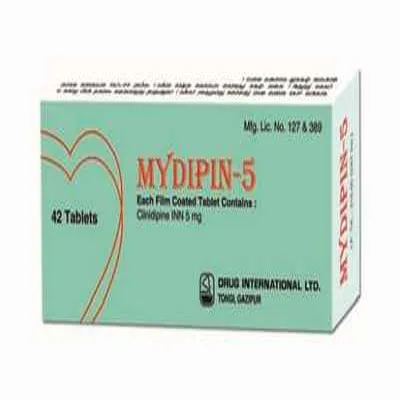 Mfg. Lic. No. 127 & 389
MYDIPIN-5
Each Film Coated Tablet Contains :
Clinidipine INN 5 mg
42 Tablets
DRUG INTERNATIONAL LTD.
TONGI, GAZIPUR
MYDIPIN-5